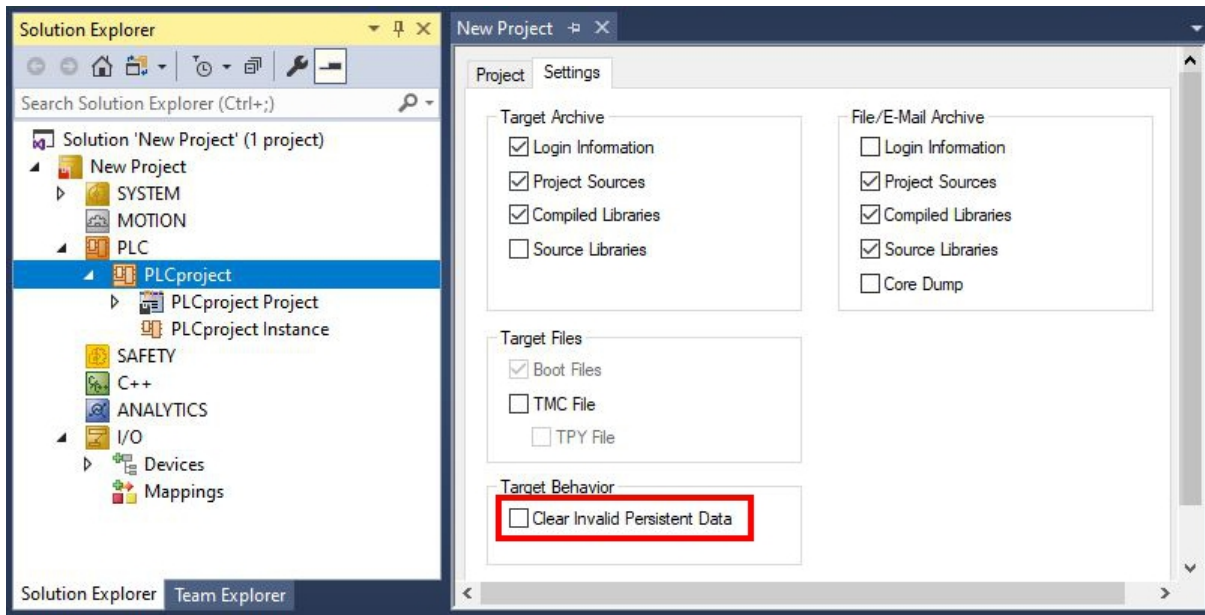 Solution Explorer
Search Solution Explorer (Ctrl+;)
Solution 'New Project' (1 project)
New Project
SYSTEM
MOTION
PLC
PLCproject
PLCproject Project
PLCproject Instance
SAFETY
C++
ANALYTICS
I/O
Devices
Mappings
Solution Explorer Team Explorer
New Project
Project Settings
Target Archive
Login Information
Project Sources
Compiled Libraries
Source Libraries
File/E-Mail Archive
Login Information
Project Sources
Compiled Libraries
Source Libraries
Core Dump
Target Files
Boot Files
TMC File
TPY File
Target Behavior
Clear Invalid Persistent Data